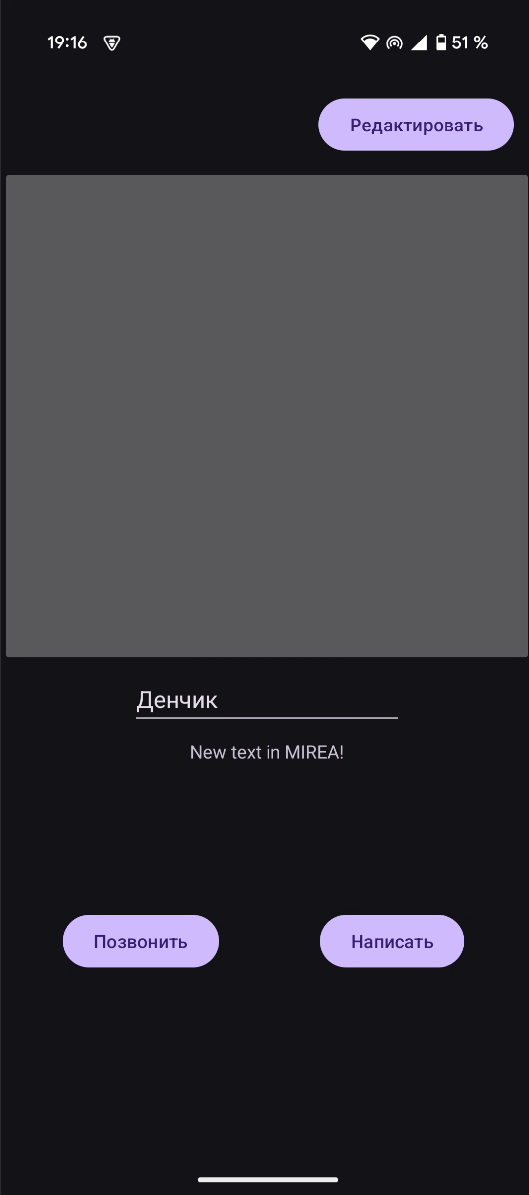 19:16 51 %
Редактировать
Денчик
New text in MIREA!
Позвонить Написать